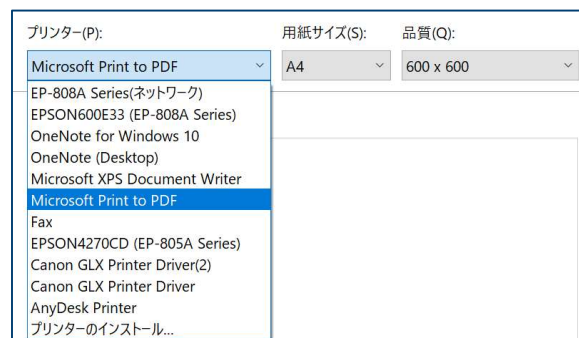 プリンター(P):
用紙サイズ(S):
品質(Q):
Microsoft Print to PDF
A4
600 x 600
EP-808A Series(ネットワーク)
EPSON600E33 (EP-808A Series)
OneNote for Windows 10
OneNote (Desktop)
Microsoft XPS Document Writer
Microsoft Print to PDF
Fax
EPSON4270CD (EP-805A Series)
Canon GLX Printer Driver(2)
Canon GLX Printer Driver
AnyDesk Printer
プリンターのインストール...